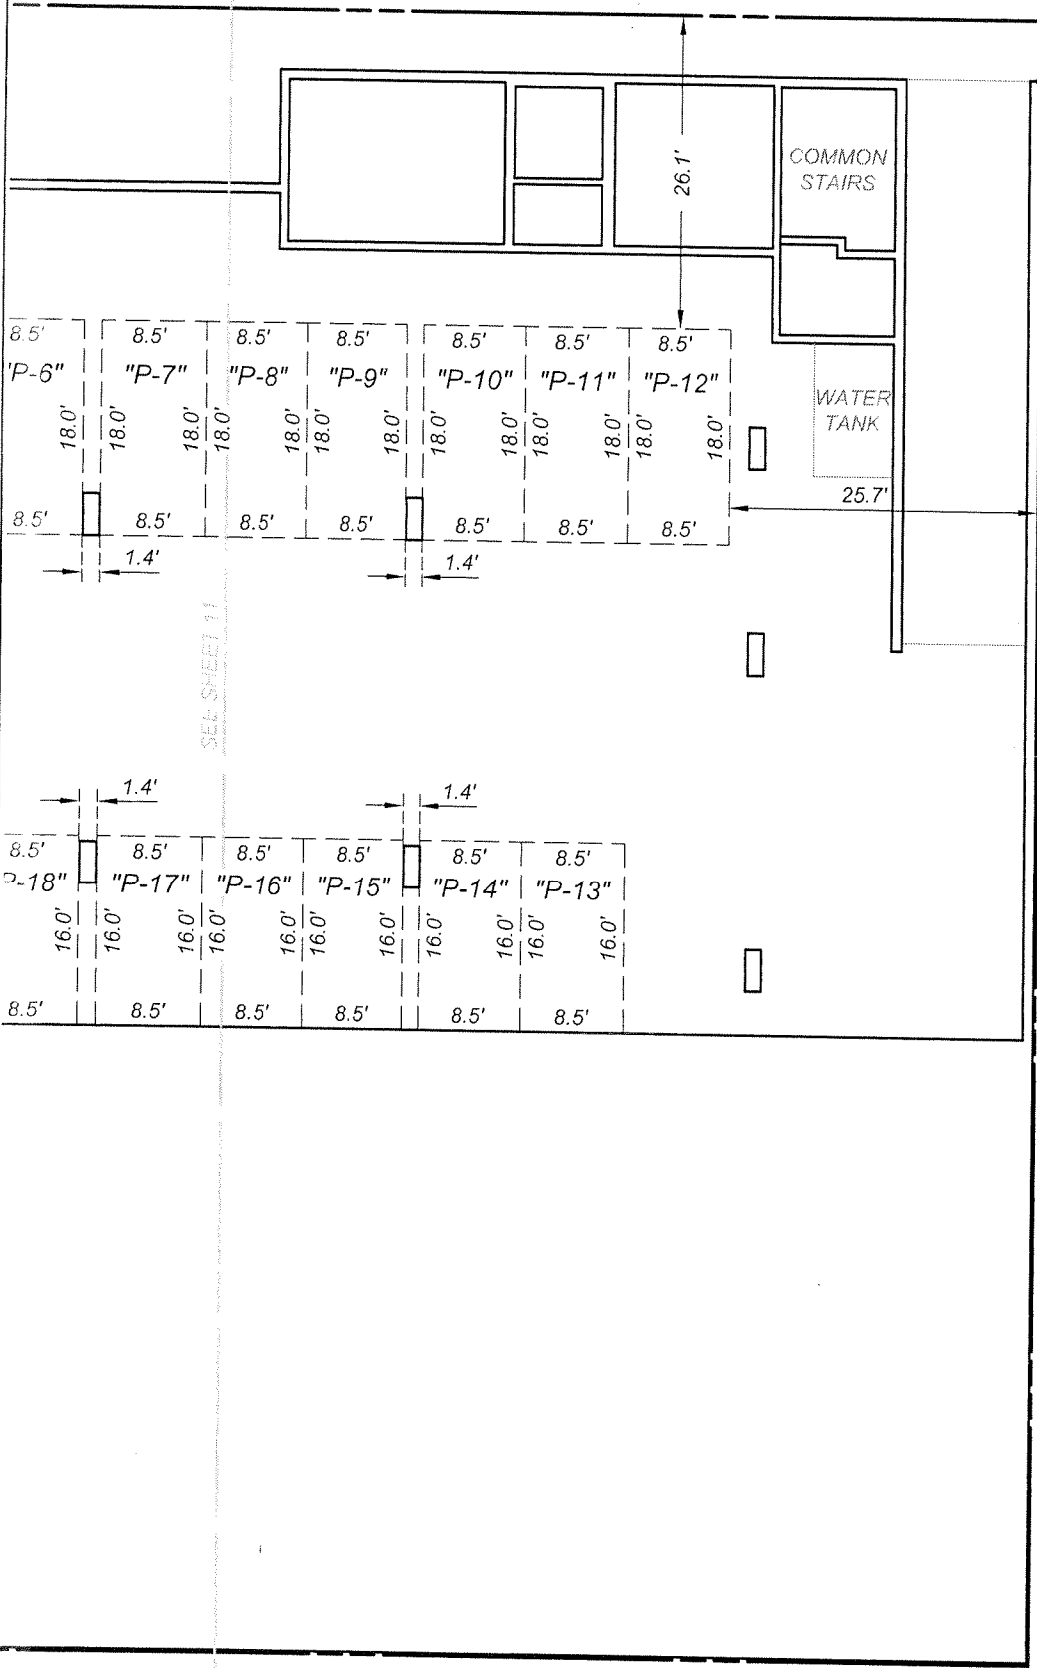 26.1'
COMMON
STAIRS
8.5' 8.5' 8.5' 8.5' 8.5' 8.5' 8.5'
'P-6" "P-7" "P-8" "P-9" "P-10" "P-11" "P-12"
WATER
TANK
18.0' 18.0' 18.0' 18.0' 18.0' 18.0' 18.0' 18.0' 18.0' 18.0' 18.0' 18.0' 18.0'
25.7'
8.5' 8.5' 8.5' 8.5' 8.5' 8.5' 8.5'
1.4' 1.4'
SEE SHEET 11
1.4' 1.4'
8.5' 8.5' 8.5' 8.5' 8.5' 8.5'
P-18" "P-17" "P-16" "P-15" "P-14" "P-13"
16.0' 16.0' 16.0' 16.0' 16.0' 16.0' 16.0' 16.0' 16.0' 16.0' 16.0'
8.5' 8.5' 8.5' 8.5' 8.5' 8.5'